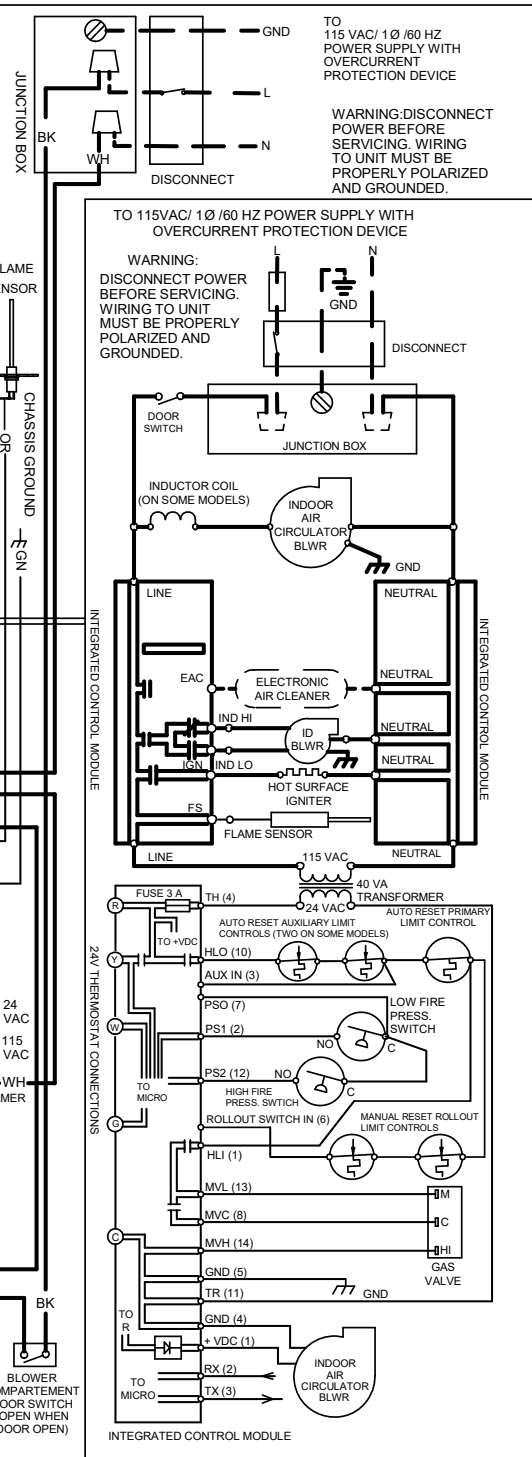 GND
L
N
DISCONNECT
JUNCTION BOX
BK
WH
TO
115 VAC/ 1Ø /60 HZ
POWER SUPPLY WITH
OVERCURRENT
PROTECTION DEVICE
WARNING:DISCONNECT
POWER BEFORE
SERVICING. WIRING
TO UNIT MUST BE
PROPERLY POLARIZED
AND GROUNDED.
LAME
ENSOR
CHASSIS GROUND
OR
GN
24
VAC
115
VAC
WH
MER
BK
BLOWER
OMPARTEMENT
OOR SWITCH
OPEN WHEN
DOOR OPEN)
TO 115VAC/ 1Ø /60 HZ POWER SUPPLY WITH
OVERCURRENT PROTECTION DEVICE
WARNING:
DISCONNECT POWER
BEFORE SERVICING.
WIRING TO UNIT
MUST BE PROPERLY
POLARIZED AND
GROUNDED.
L
N
GND
DISCONNECT
DOOR
SWITCH
JUNCTION BOX
INDUCTOR COIL
(ON SOME MODELS)
INDOOR
AIR
CIRCULATOR
BLWR
GND
LINE
NEUTRAL
INTEGRATED CONTROL MODULE
INTEGRATED CONTROL MODULE
EAC
ELECTRONIC
AIR CLEANER
NEUTRAL
IND HI
ID
BLWR
NEUTRAL
IGN
IND LO
NEUTRAL
HOT SURFACE
IGNITER
FS
FLAME SENSOR
LINE
115 VAC
NEUTRAL
40 VA
TRANSFORMER
24 VAC
FUSE 3 A
TH (4)
R
TO +VDC
AUTO RESET AUXILIARY LIMIT
CONTROLS (TWO ON SOME MODELS)
AUTO RESET PRIMARY
LIMIT CONTROL
HLO (10)
Y
AUX IN (3)
PSO (7)
LOW FIRE
PRESS.
SWITCH
24V THERMOSTAT CONNECTIONS
W
PS1 (2)
NO
C
PS2 (12)
NO
C
HIGH FIRE
PRESS. SWTICH
TO
MICRO
G
ROLLOUT SWITCH IN (6)
MANUAL RESET ROLLOUT
LIMIT CONTROLS
HLI (1)
MVL (13)
M
MVC (8)
C
C
MVH (14)
HI
GAS
VALVE
GND (5)
GND
TR (11)
TO
R
GND (4)
+ VDC (1)
RX (2)
TO
MICRO
TX (3)
INDOOR
AIR
CIRCULATOR
BLWR
INTEGRATED CONTROL MODULE